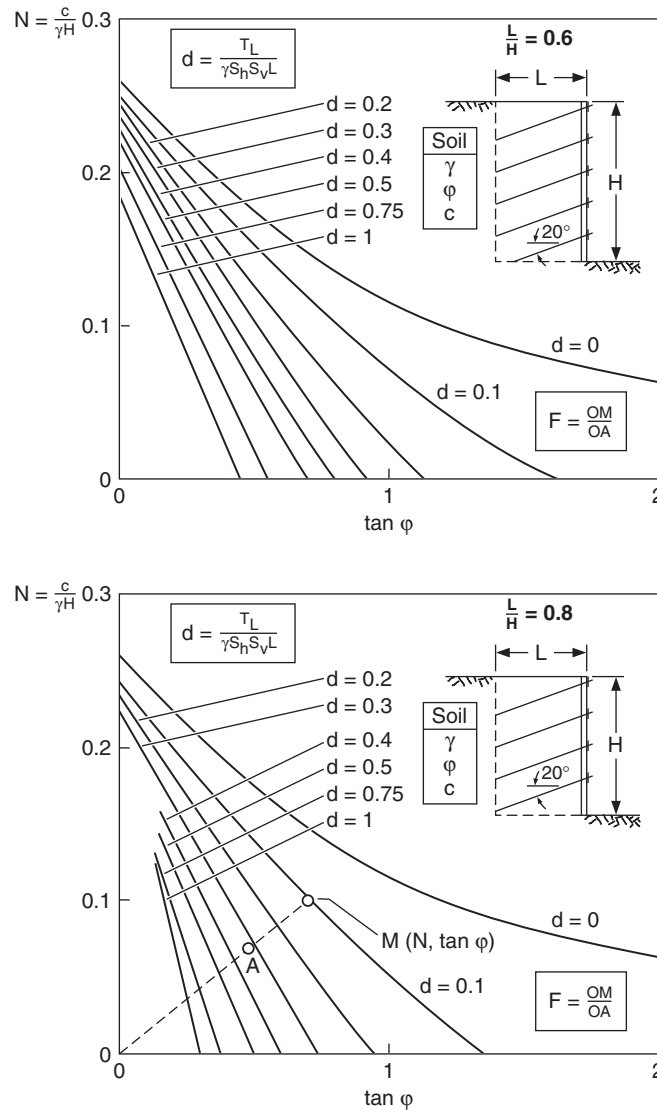 N = c/γH
0.3
d = T_L/γS_hS_vL
L/H = 0.6
L
d = 0.2
d = 0.3
d = 0.4
d = 0.5
d = 0.75
d = 1
Soil
γ
φ
c
H
20°
0.2
0.1
d = 0
d = 0.1
F = OM/OA
0
0
1
2
tan φ
N = c/γH
0.3
d = T_L/γS_hS_vL
L/H = 0.8
L
d = 0.2
d = 0.3
d = 0.4
d = 0.5
d = 0.75
d = 1
Soil
γ
φ
c
H
20°
0.2
0.1
M (N, tan φ)
A
d = 0
d = 0.1
F = OM/OA
0
0
1
2
tan φ